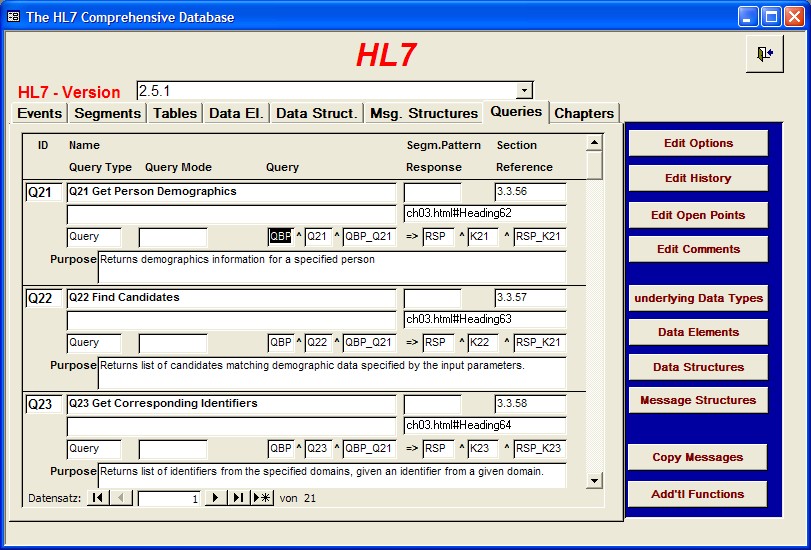 The HL7 Comprehensive Database
HL7
HL7 - Version 2.5.1
Events Segments Tables Data El. Data Struct. Msg. Structures Queries Chapters
ID Name Segm.Pattern Section
Query Type Query Mode Query Response Reference
Q21 Q21 Get Person Demographics 3.3.56
ch03.html#Heading62
Query QBP ^ Q21 ^ QBP_Q21 => RSP ^ K21 ^ RSP_K21
Purpose Returns demographics information for a specified person
Q22 Q22 Find Candidates 3.3.57
ch03.html#Heading63
Query QBP ^ Q22 ^ QBP_Q21 => RSP ^ K22 ^ RSP_K21
Purpose Returns list of candidates matching demographic data specified by the input parameters.
Q23 Q23 Get Corresponding Identifiers 3.3.58
ch03.html#Heading64
Query QBP ^ Q23 ^ QBP_Q21 => RSP ^ K23 ^ RSP_K23
Purpose Returns list of identifiers from the specified domains, given an identifier from a given domain.
Datensatz: 1 von 21
Edit Options
Edit History
Edit Open Points
Edit Comments
underlying Data Types
Data Elements
Data Structures
Message Structures
Copy Messages
Add'tl Functions